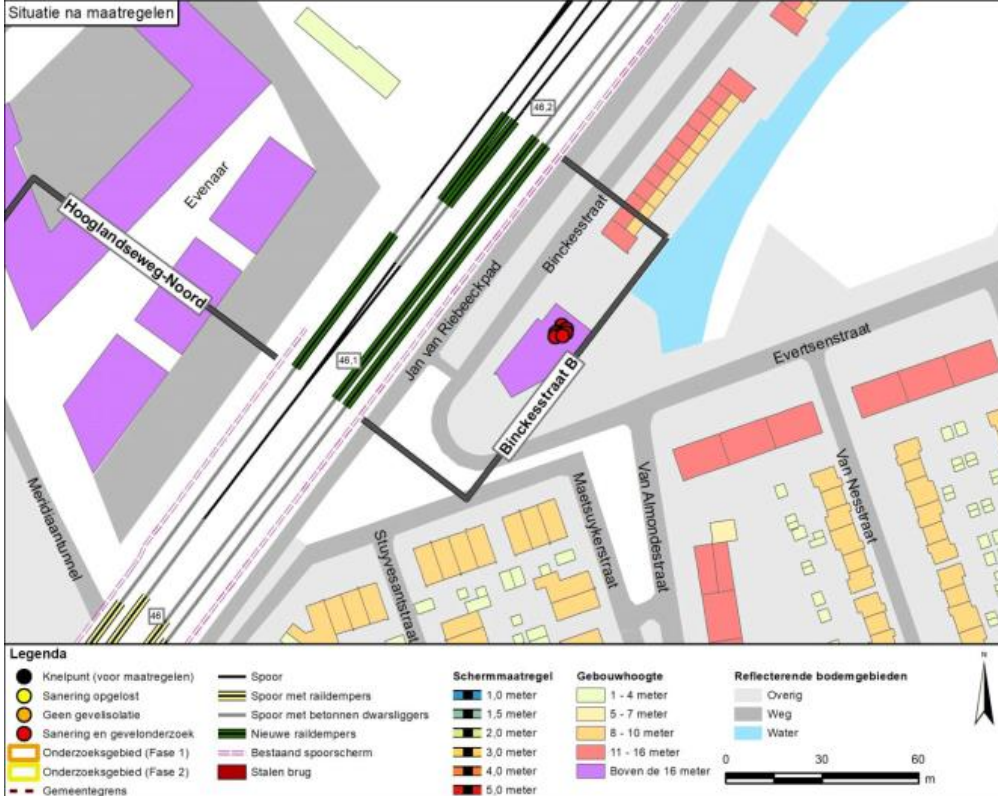 Situatie na maatregelen
46,2
Evenaar
Hooglandseweg-Noord
Binckesstraat
Jan van Riebeeckpad
46,1
Evertsenstraat
Binckesstraat B
Meridiaantunnel
Maetsuykerstraat
Van Almondestraat
Van Nesstraat
Stuyvesantstraat
46
Legenda
Knelpunt (voor maatregelen)
Sanering opgelost
Geen gevelisolatie
Sanering en gevelonderzoek
Onderzoeksgebied (Fase 1)
Onderzoeksgebied (Fase 2)
Gemeentegrens
Spoor
Spoor met raildempers
Spoor met betonnen dwarsliggers
Nieuwe raildempers
Bestaand spoorscherm
Stalen brug
Schermmaatregel
1,0 meter
1,5 meter
2,0 meter
3,0 meter
4,0 meter
5,0 meter
Gebouwhoogte
1 - 4 meter
5 - 7 meter
8 - 10 meter
11 - 16 meter
Boven de 16 meter
Reflecterende bodemgebieden
Overig
Weg
Water
N
0 30 60
m